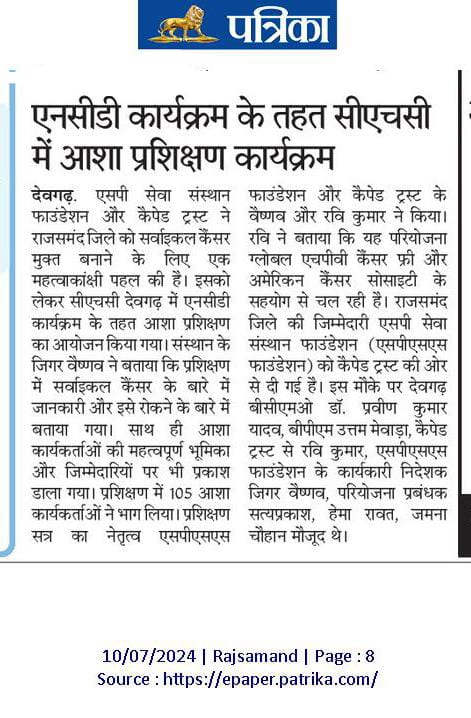 पत्रिका
एनसीडी कार्यक्रम के तहत सीएचसी
में आशा प्रशिक्षण कार्यक्रम
देवगढ़. एसपी सेवा संस्थान
फाउंडेशन और कैपेड ट्रस्ट ने
राजसमंद जिले को सर्वाइकल कैंसर
मुक्त बनाने के लिए एक
महत्वाकांक्षी पहल की है। इसको
लेकर सीएचसी देवगढ़ में एनसीडी
कार्यक्रम के तहत आशा प्रशिक्षण
का आयोजन किया गया। संस्थान के
जिगर वैष्णव ने बताया कि प्रशिक्षण
में सर्वाइकल कैंसर के बारे में
जानकारी और इसे रोकने के बारे में
बताया गया। साथ ही आशा
कार्यकर्ताओं की महत्वपूर्ण भूमिका
और जिम्मेदारियों पर भी प्रकाश
डाला गया। प्रशिक्षण में 105 आशा
कार्यकर्ताओं ने भाग लिया। प्रशिक्षण
सत्र का नेतृत्व एसपीएसएस
फाउंडेशन और कैपेड ट्रस्ट के
वैष्णव और रवि कुमार ने किया।
रवि ने बताया कि यह परियोजना
ग्लोबल एचपीवी कैंसर फ्री और
अमेरिकन कैंसर सोसाइटी के
सहयोग से चल रही है। राजसमंद
जिले की जिम्मेदारी एसपी सेवा
संस्थान फाउंडेशन (एसपीएसएस
फाउंडेशन) को कैपेड ट्रस्ट की ओर
से दी गई है। इस मौके पर देवगढ़
बीसीएमओ डॉ. प्रवीण कुमार
यादव, बीपीएम उत्तम मेवाड़ा, कैपेड
ट्रस्ट से रवि कुमार, एसपीएसएस
फाउंडेशन के कार्यकारी निदेशक
जिगर वैष्णव, परियोजना प्रबंधक
सत्यप्रकाश, हेमा रावत, जमना
चौहान मौजूद थे।
10/07/2024 | Rajsamand | Page : 8
Source : https://epaper.patrika.com/